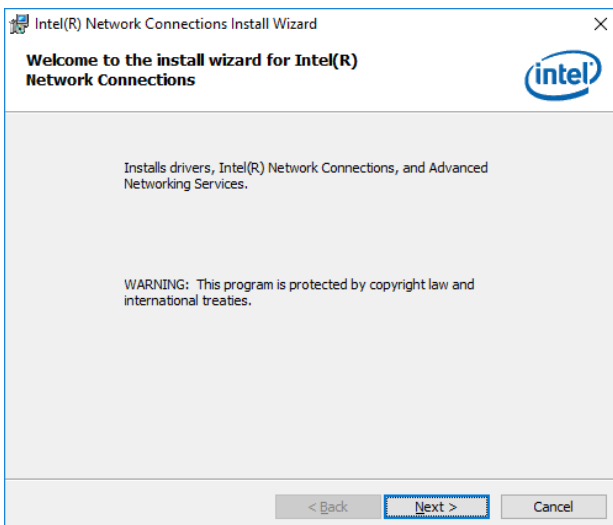 Intel(R) Network Connections Install Wizard
Welcome to the install wizard for Intel(R)
Network Connections
intel
Installs drivers, Intel(R) Network Connections, and Advanced
Networking Services.
WARNING: This program is protected by copyright law and
international treaties.
< Back Next > Cancel